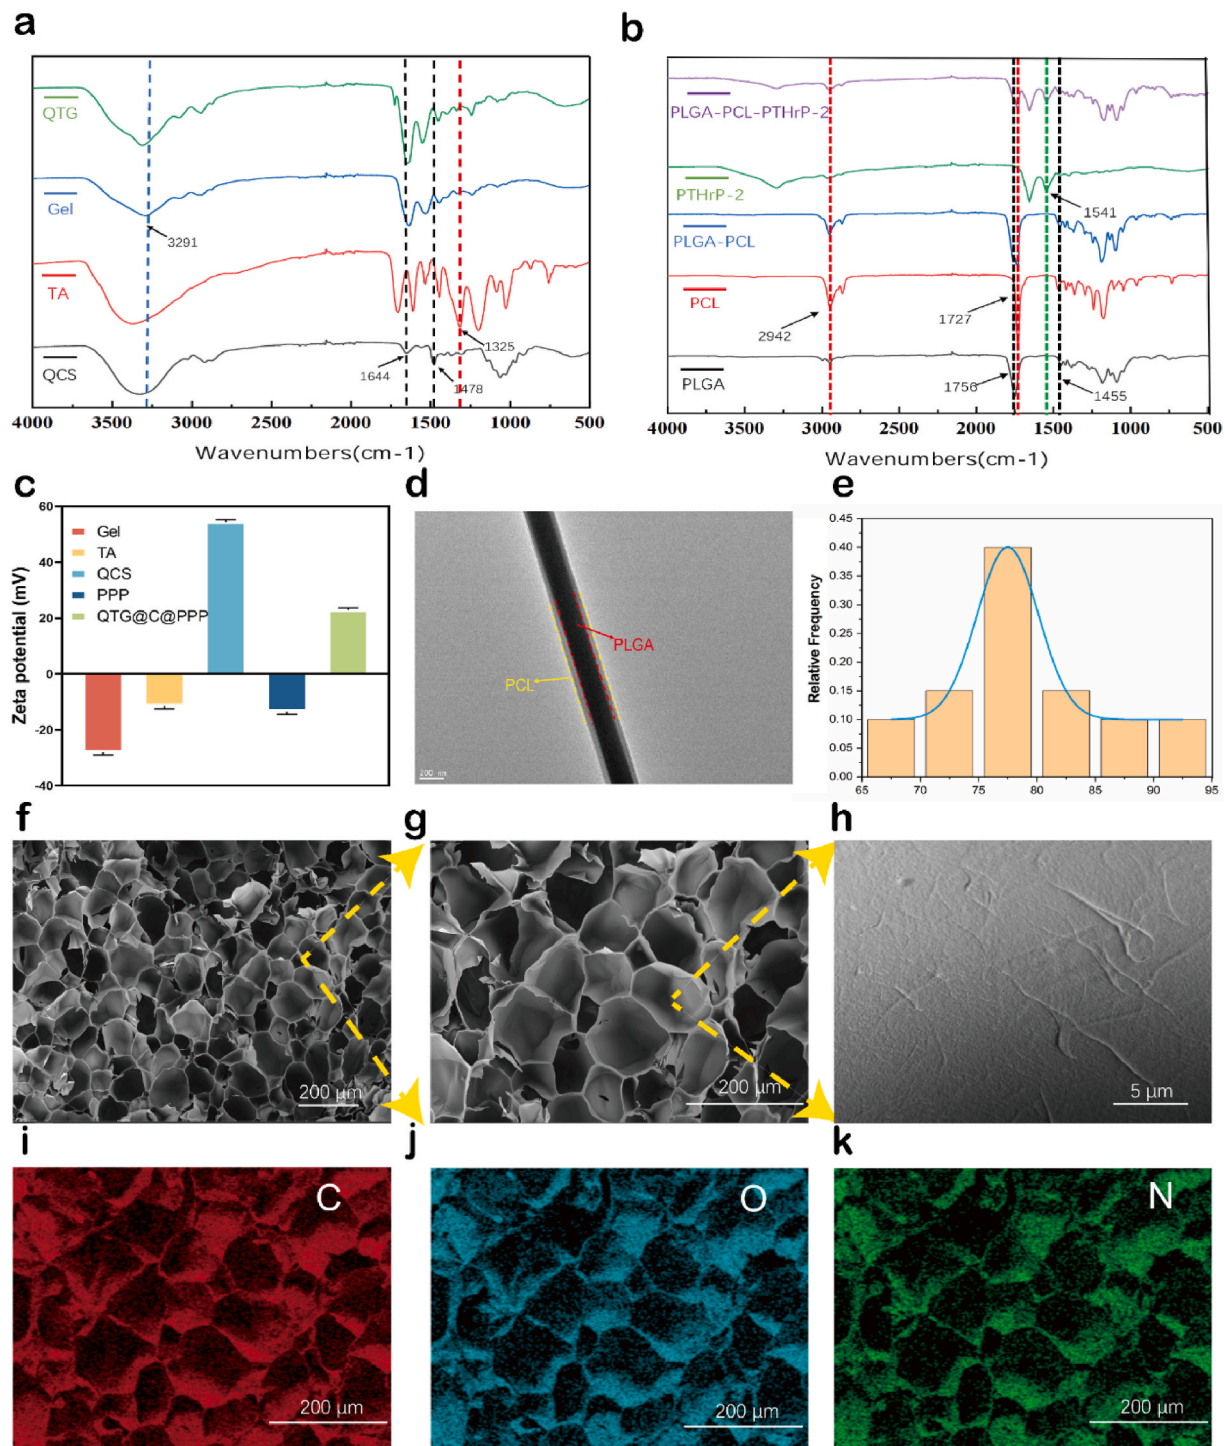 a
QTG
Gel
3291
TA
1325
QCS
1644
1478
4000 3000 2000 1500 1000 500
Wavenumbers(cm-1)
b
PLGA-PCL-PTHrP-2
PTHrP-2
1541
PLGA-PCL
PCL
2942
1727
PLGA
1756
1455
4000 3000 2500 2000 1500 1000 500
Wavenumbers(cm-1)
c
Zeta potential (mV)
60
40
20
0
-20
-40
Gel
TA
QCS
PPP
QTG@C@PPP
d
PLGA
PCL
200 nm
e
Relative Frequency
0.45
0.40
0.35
0.30
0.25
0.20
0.15
0.10
0.05
0.00
65 70 75 80 85 90 95
f
200 μm
g
200 μm
h
5 μm
i
C
200 μm
j
O
200 μm
k
N
200 μm